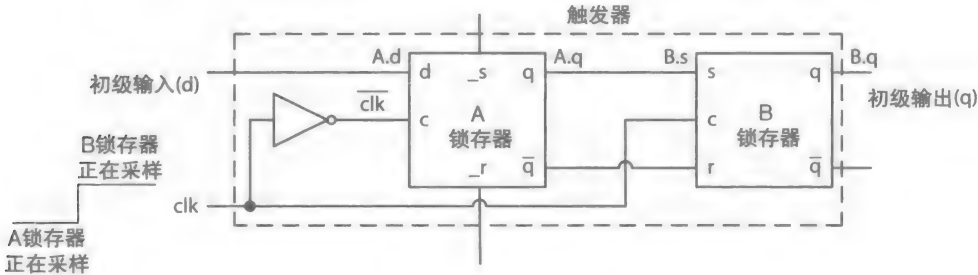 触发器
A.d
A.q
B.s
B.q
初级输入(d)
d
_s
q
s
q
初级输出(q)
clk
c
A
锁存器
c
B
锁存器
_r
q
r
q
B锁存器
正在采样
clk
A锁存器
正在采样